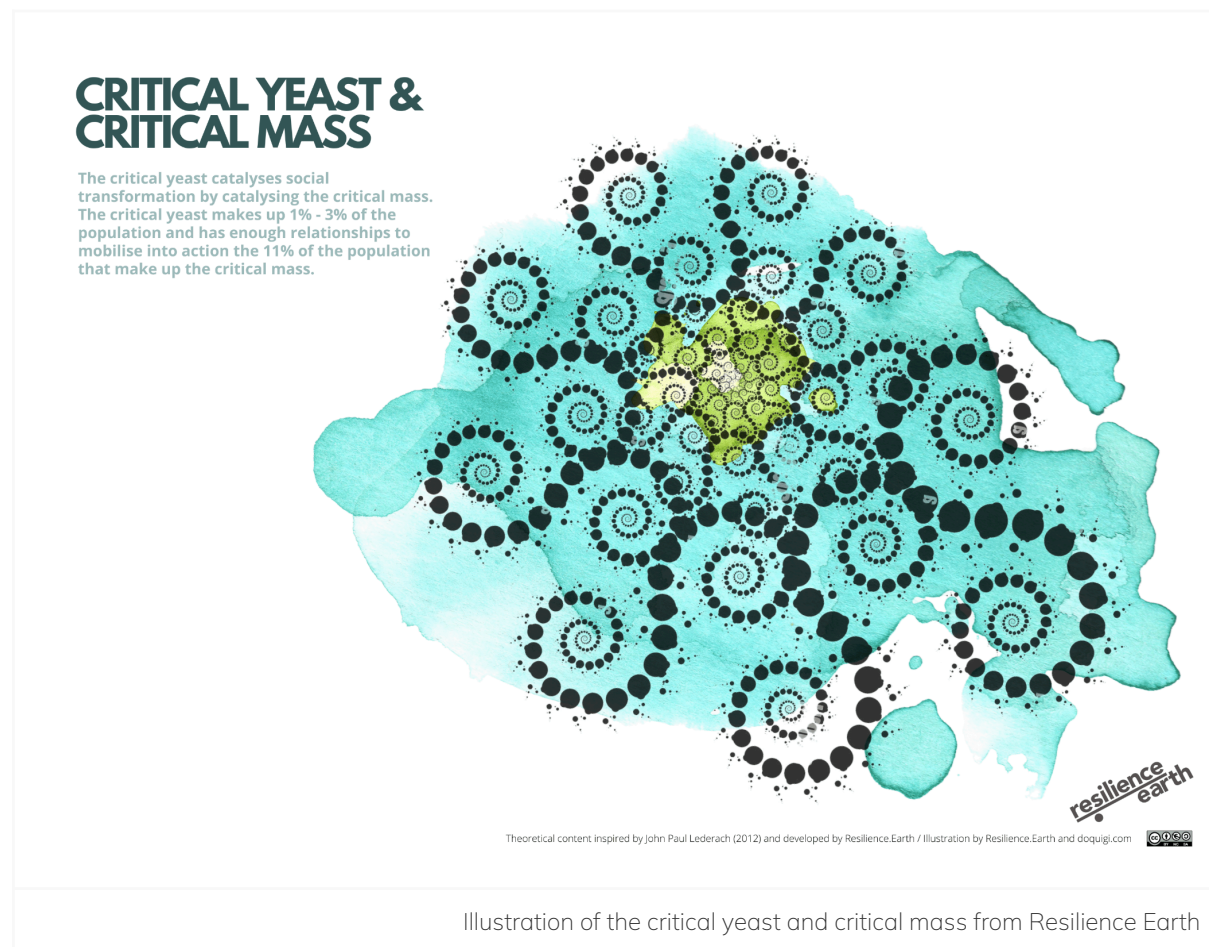 CRITICAL YEAST &
CRITICAL MASS
The critical yeast catalyses social
transformation by catalysing the critical mass.
The critical yeast makes up 1% - 3% of the
population and has enough relationships to
mobilise into action the 11% of the population
that make up the critical mass.
resilience
earth
Theoretical content inspired by John Paul Lederach (2012) and developed by Resilience.Earth / Illustration by Resilience.Earth and doquigi.com
BY NC SA
Illustration of the critical yeast and critical mass from Resilience Earth